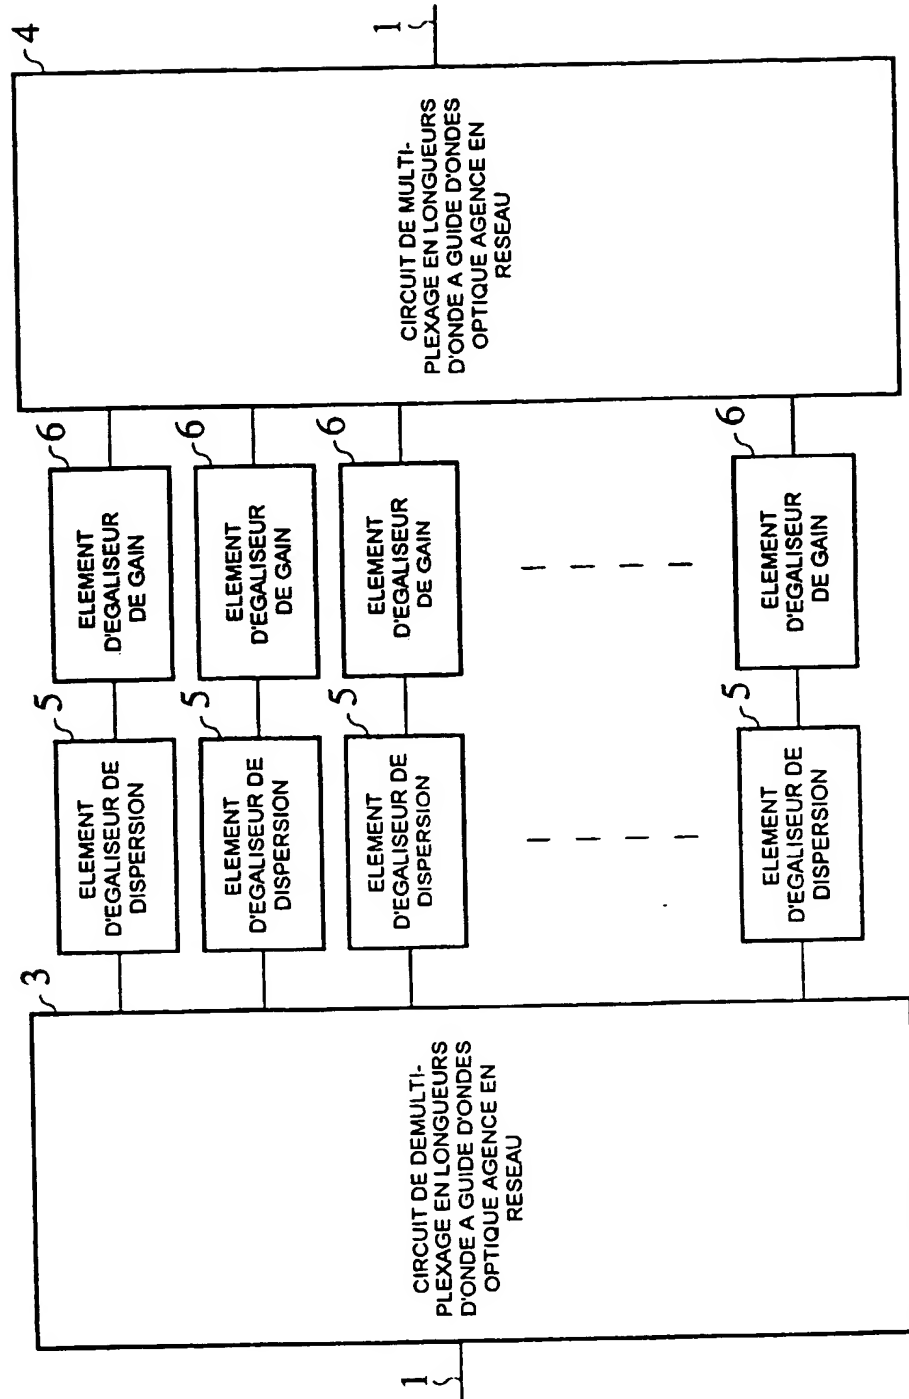 1
3
CIRCUIT DE DEMULTI-
PLEXAGE EN LONGUEURS
D'ONDE A GUIDE D'ONDES
OPTIQUE AGENCE EN
RESEAU
5
ELEMENT
D'EGALISEUR DE
DISPERSION
5
ELEMENT
D'EGALISEUR DE
DISPERSION
5
ELEMENT
D'EGALISEUR DE
DISPERSION
5
ELEMENT
D'EGALISEUR DE
DISPERSION
6
ELEMENT
D'EGALISEUR
DE GAIN
6
ELEMENT
D'EGALISEUR
DE GAIN
6
ELEMENT
D'EGALISEUR
DE GAIN
6
ELEMENT
D'EGALISEUR
DE GAIN
4
CIRCUIT DE MULTI-
PLEXAGE EN LONGUEURS
D'ONDE A GUIDE D'ONDES
OPTIQUE AGENCE EN
RESEAU
1